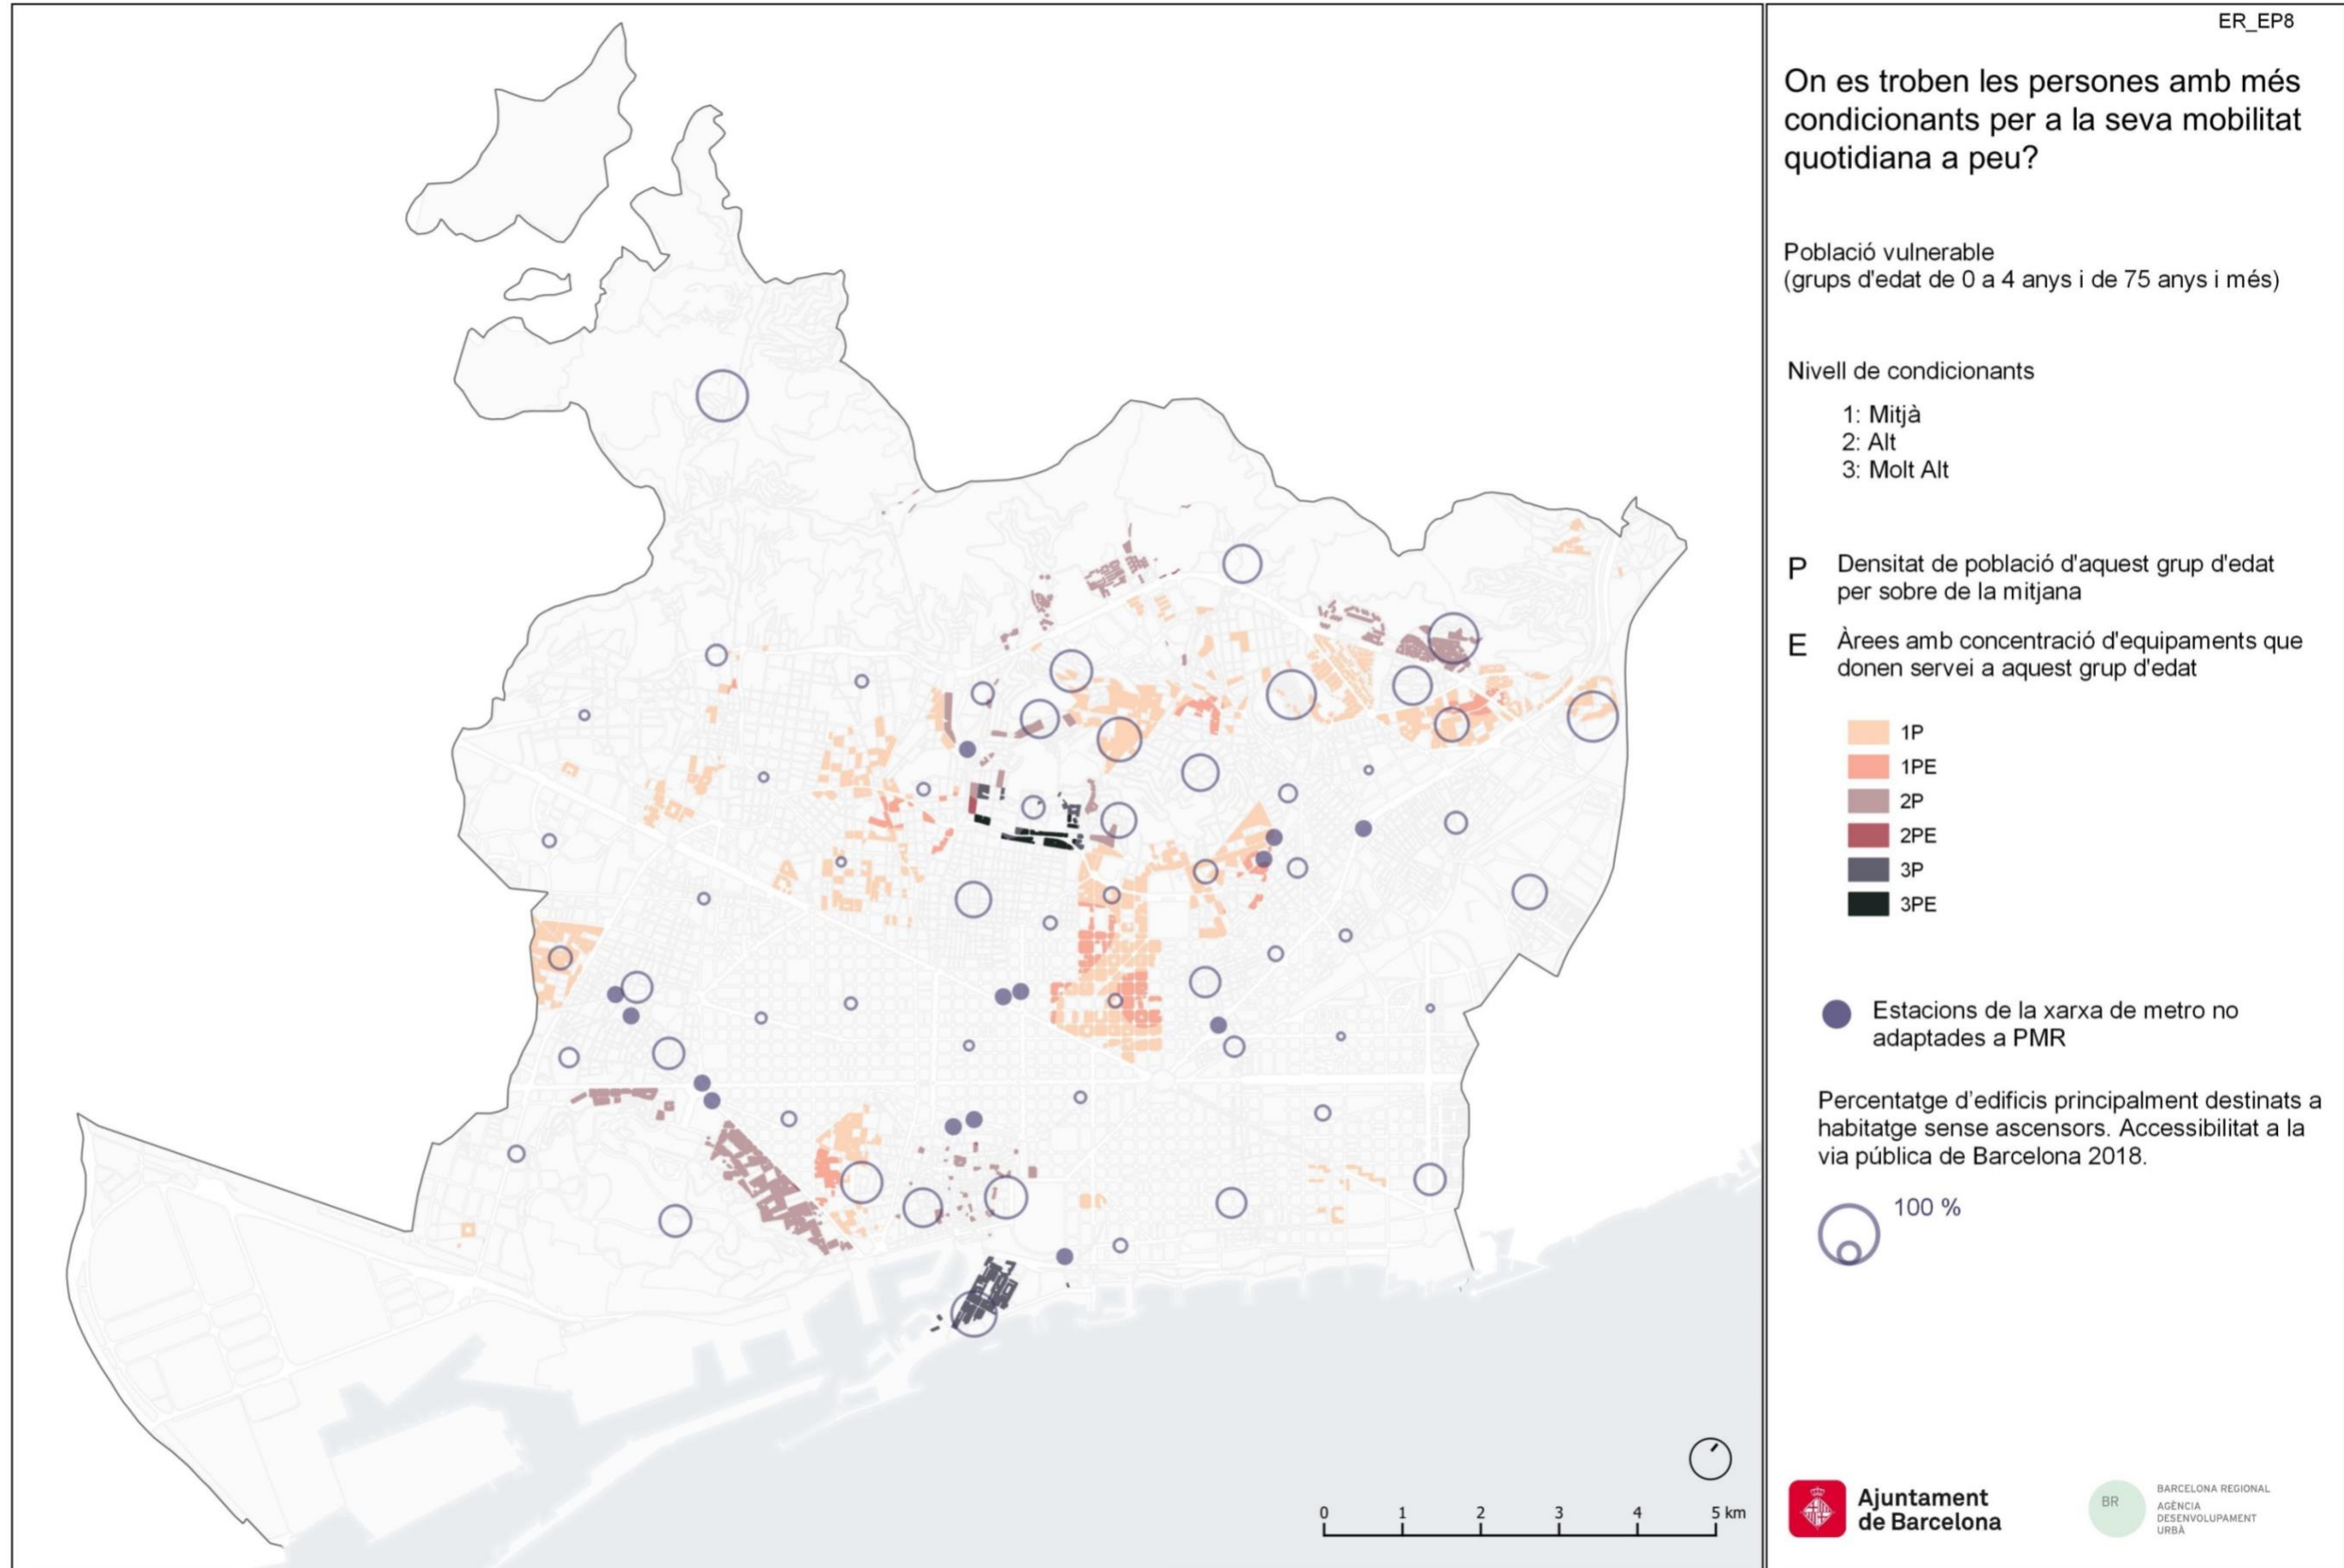 ER_EP8
On es troben les persones amb més
condicionants per a la seva mobilitat
quotidiana a peu?
Població vulnerable
(grups d'edat de 0 a 4 anys i de 75 anys i més)
Nivell de condicionants
1: Mitjà
2: Alt
3: Molt Alt
P Densitat de població d'aquest grup d'edat
per sobre de la mitjana
E Àrees amb concentració d'equipaments que
donen servei a aquest grup d'edat
1P
1PE
2P
2PE
3P
3PE
Estacions de la xarxa de metro no
adaptades a PMR
Percentatge d'edificis principalment destinats a
habitatge sense ascensors. Accessibilitat a la
via pública de Barcelona 2018.
100 %
0 1 2 3 4 5 km
Ajuntament
de Barcelona
BR
BARCELONA REGIONAL
AGÈNCIA
DESENVOLUPAMENT
URBÀ